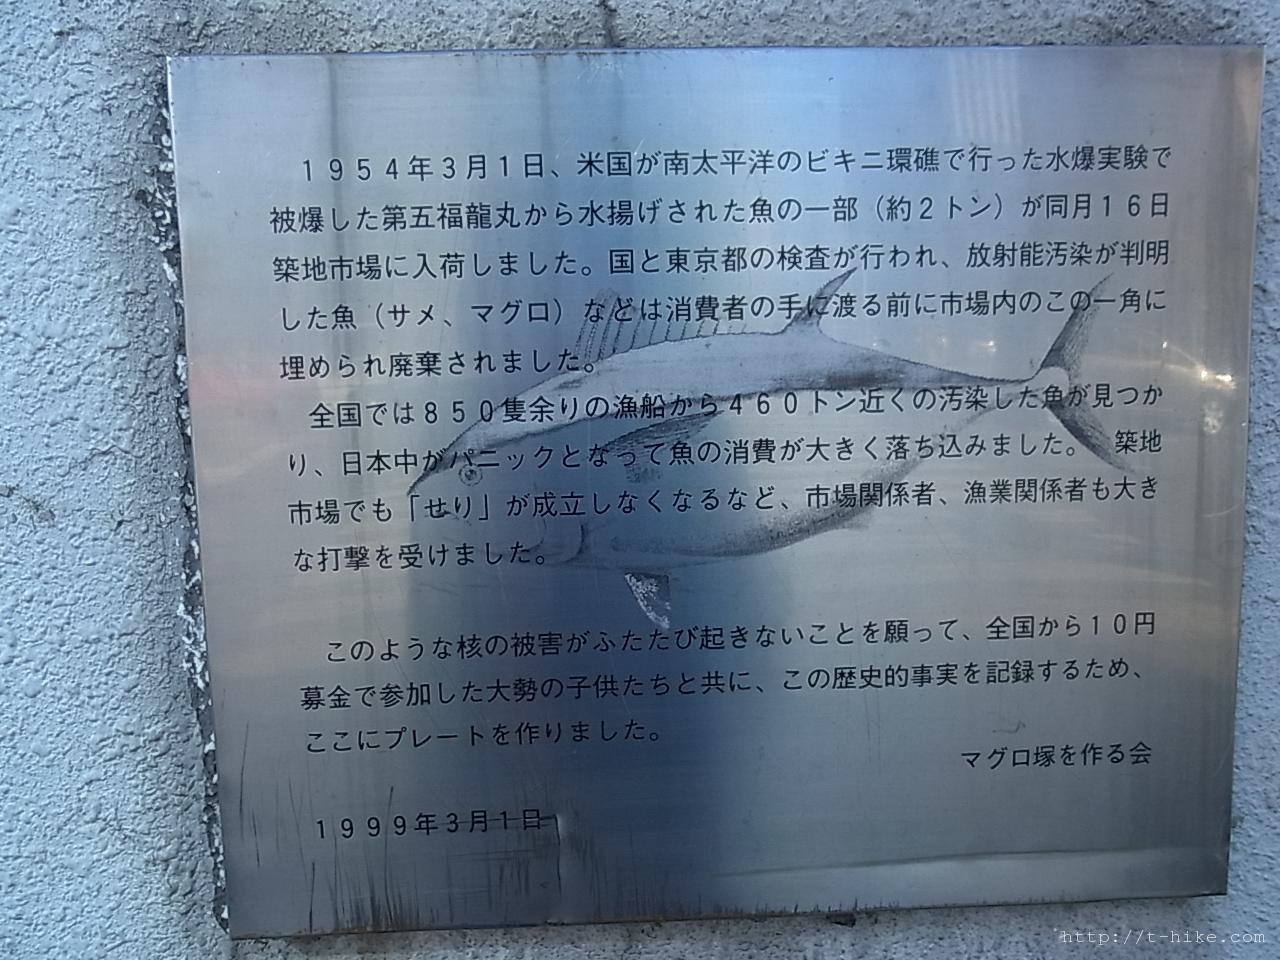 １９５４年３月１日、米国が南太平洋のビキニ環礁で行った水爆実験で
被爆した第五福龍丸から水揚げされた魚の一部（約２トン）が同月１６日
築地市場に入荷しました。国と東京都の検査が行われ、放射能汚染が判明
した魚（サメ、マグロ）などは消費者の手に渡る前に市場内のこの一角に
埋められ廃棄されました。
全国では８５０隻余りの漁船から４６０トン近くの汚染した魚が見つか
り、日本中がパニックとなって魚の消費が大きく落ち込みました。　築地
市場でも「せり」が成立しなくなるなど、市場関係者、漁業関係者も大き
な打撃を受けました。
このような核の被害がふたたび起きないことを願って、全国から１０円
募金で参加した大勢の子供たちと共に、この歴史的事実を記録するため、
ここにプレートを作りました。
マグロ塚を作る会
１９９９年３月１日
http://t-hike.com